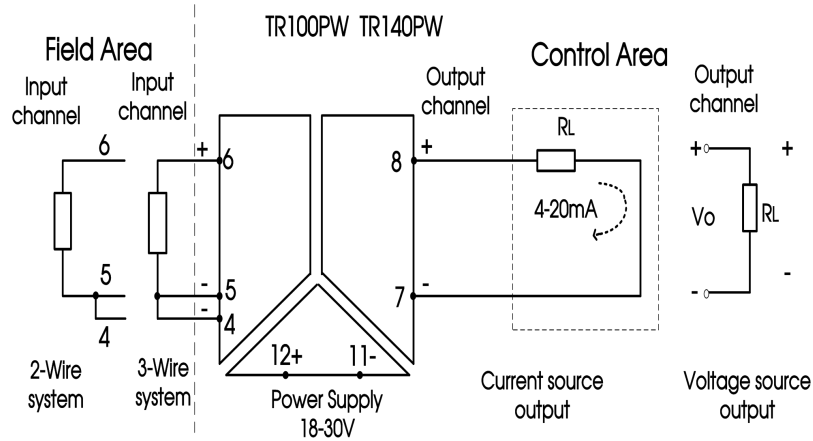 TR100PW TR140PW
Field Area
Control Area
Input
channel
Input
channel
Output
channel
Output
channel
6
+
6
8
+
RL
+
+
4-20mA
Vo
RL
5
-
5
-
7
-
-
-
4
4
12+
11-
2-Wire
system
3-Wire
system
Power Supply
18-30V
Current source
output
Voltage source
output